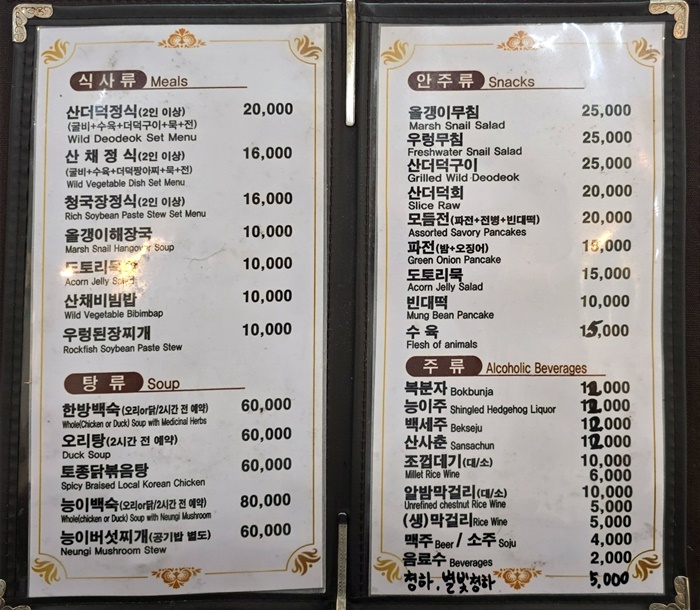 식사류 Meals
산더덕정식(2인 이상) 20,000
(굴비+수육+더덕구이+묵+전)
Wild Deodeok Set Menu
산 채 정 식(2인 이상) 16,000
(굴비+수육+더덕짱아찌+묵+전)
Wild Vegetable Dish Set Menu
청국장정식(2인 이상) 16,000
Rich Soybean Paste Stew Set Menu
올갱이해장국 10,000
Marsh Snail Hangover Soup
도토리묵 10,000
Acorn Jelly
산채비빔밥 10,000
Wild Vegetable Bibimbap
우렁된장찌개 10,000
Rockfish Soybean Paste Stew
탕 류 Soup
한방백숙(오리or닭/2시간 전 예약) 60,000
Whole(Chicken or Duck) Soup with Medicinal Herbs
오리탕(2시간 전 예약) 60,000
Duck Soup
토종닭볶음탕 60,000
Spicy Braised Local Korean Chicken
능이백숙(오리or닭/2시간 전 예약) 80,000
Whole(chicken or Duck) Soup with Neungi Mushroom
능이버섯찌개(공기밥 별도) 60,000
Neungi Mushroom Stew
안주류 Snacks
올갱이무침 25,000
Marsh Snail Salad
우렁무침 25,000
Freshwater Snail Salad
산더덕구이 25,000
Grilled Wild Deodeok
산더덕회 20,000
Slice Raw
모듬전(파전+전병+빈대떡) 20,000
Assorted Savory Pancakes
파전(밤+오징어)
Green Onion Pancake
도토리묵 15,000
Acorn Jelly Salad
빈대떡 10,000
Mung Bean Pancake
수 육 15,000
Flesh of animals
주 류 Alcoholic Beverages
복분자 Bokbunja 12,000
능이주 Shingled Hedgehog Liquor 12,000
백세주 Bekseju 12,000
산사춘 Sansachun 12,000
조껍데기(대/소) 10,000
Millet Rice Wine 6,000
알밤막걸리(대/소) 10,000
Unrefined chestnut Rice Wine 5,000
(생)막걸리Rice Wine 5,000
맥주 Beer / 소주 Soju 4,000
음료수 Beverages 2,000
청하, 별빛청하 5,000